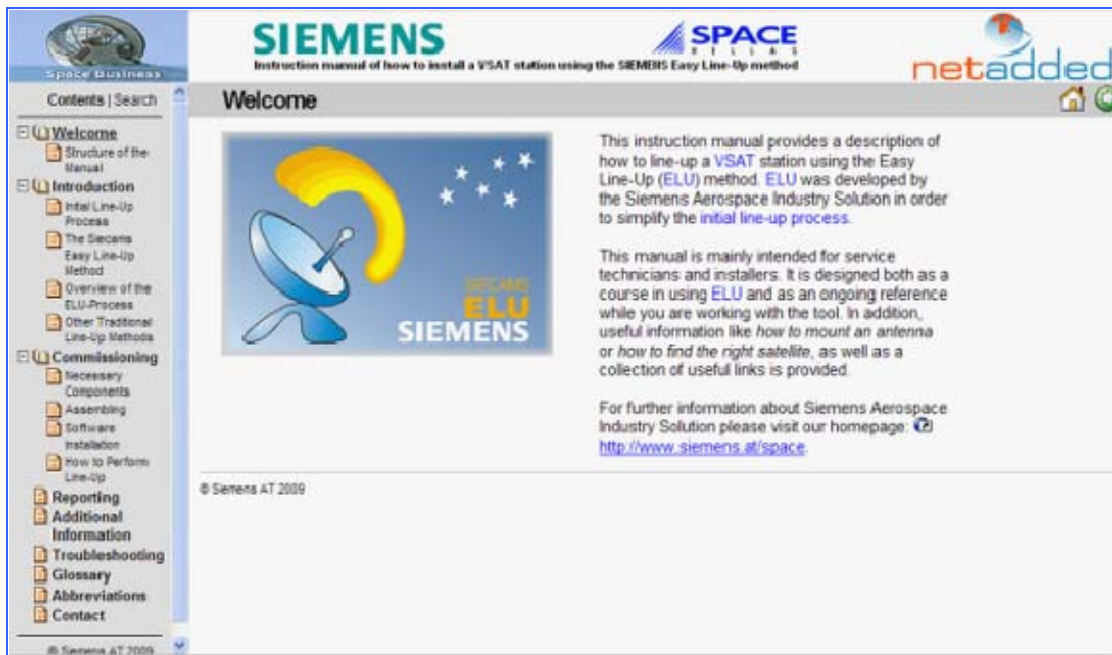 Space Business
SIEMENS
SPACE
Instruction manual of how to install a VSAT station using the SIEMENS Easy Line-Up method
netadded
Contents | Search
Welcome
Structure of the
Manual
Introduction
Initial Line-Up
Process
The Siecams
Easy Line-Up
Method
Overview of the
ELU-Process
Other Traditional
Line-Up Methods
Commissioning
Necessary
Components
Assembling
Software
Installation
How to Perform
Line-Up
Reporting
Additional
Information
Troubleshooting
Glossary
Abbreviations
Contact
© Siemens AT 2009
Welcome
SIECAMS
ELU
SIEMENS
This instruction manual provides a description of
how to line-up a VSAT station using the Easy
Line-Up (ELU) method. ELU was developed by
the Siemens Aerospace Industry Solution in order
to simplify the initial line-up process.
This manual is mainly intended for service
technicians and installers. It is designed both as a
course in using ELU and as an ongoing reference
while you are working with the tool. In addition,
useful information like how to mount an antenna
or how to find the right satellite, as well as a
collection of useful links is provided.
For further information about Siemens Aerospace
Industry Solution please visit our homepage:
http://www.siemens.at/space.
© Siemens AT 2009